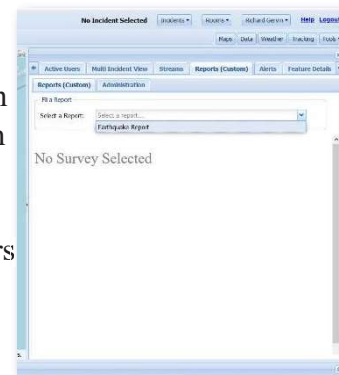 No Incident Selected Incidents Rooms Richard Gervin Help Logout
Maps Data Weather Tracking Tools
Active Users Multi Incident View Streams Reports (Custom) Alerts Feature Details
Reports (Custom) Administration
Fill a Report
Select a Report: Select a report...
Earthquake Report
No Survey Selected